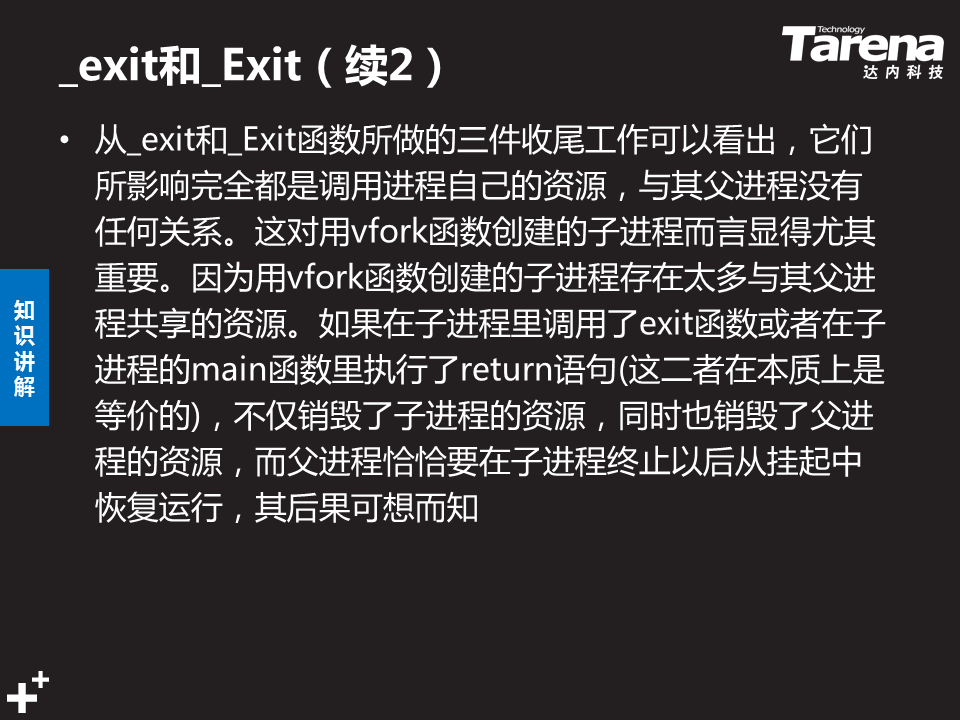 _exit和_Exit（续2）
Technology
Tarena
达内科技
• 从_exit和_Exit函数所做的三件收尾工作可以看出，它们
所影响完全都是调用进程自己的资源，与其父进程没有
任何关系。这对用vfork函数创建的子进程而言显得尤其
重要。因为用vfork函数创建的子进程存在太多与其父进
程共享的资源。如果在子进程里调用了exit函数或者在子
进程的main函数里执行了return语句(这二者在本质上是
等价的)，不仅销毁了子进程的资源，同时也销毁了父进
程的资源，而父进程恰恰要在子进程终止以后从挂起中
恢复运行，其后果可想而知
知
识
讲
解